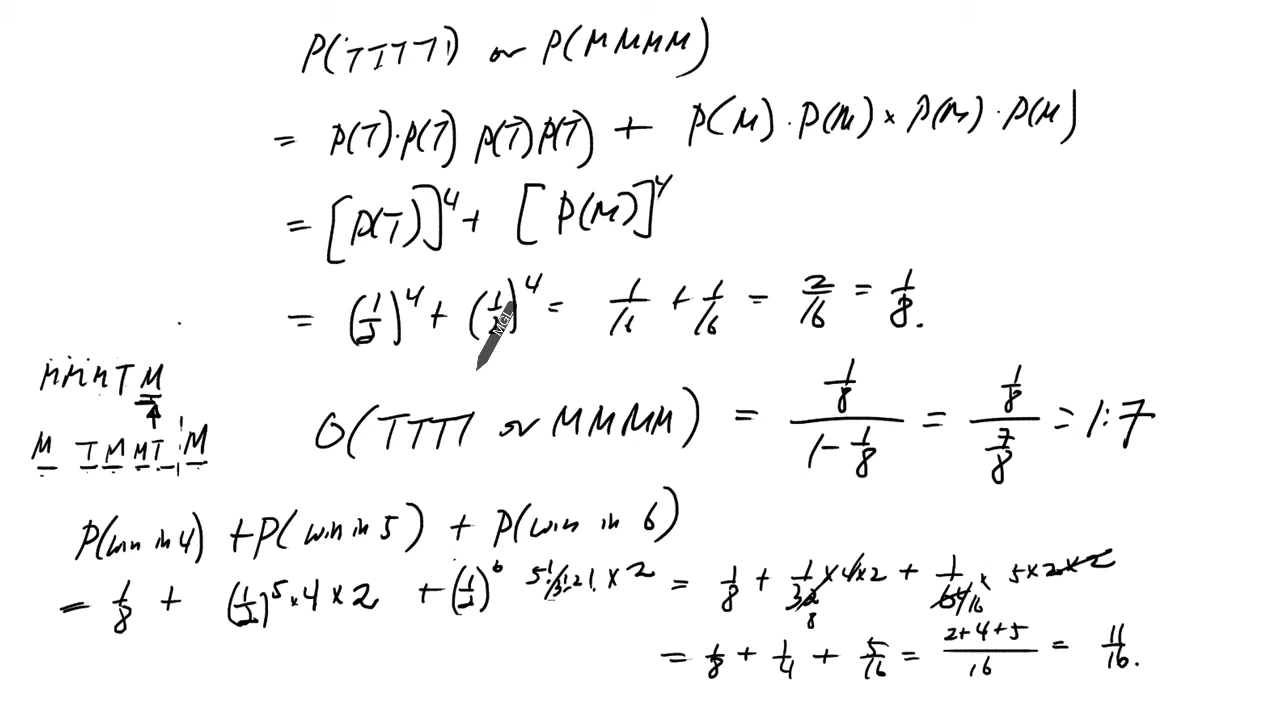 P(TTTT) or P(MMMM)
= P(T)·P(T) P(T)P(T) + P(M)·P(M) × P(M)·P(M)
= [P(T)]^4 + [P(M)]^4
= (1/2)^4 + (1/2)^4 = 1/16 + 1/16 = 2/16 = 1/8.
MMMTM
O(TTTT or MMMM) = (1/8)/(1-1/8) = (1/8)/(7/8) = 1:7
M TMMT M
P(win in 4) + P(win in 5) + P(win in 6)
= 1/8 + (1/2)^5 × 4 × 2 + (1/2)^6 5!/3!·2! × 2 = 1/8 + 1/32 × 4 × 2 + 1/64 × 5 × 2 × 2
8 16
= 1/8 + 1/4 + 5/16 = (2+4+5)/16 = 11/16.
MCL